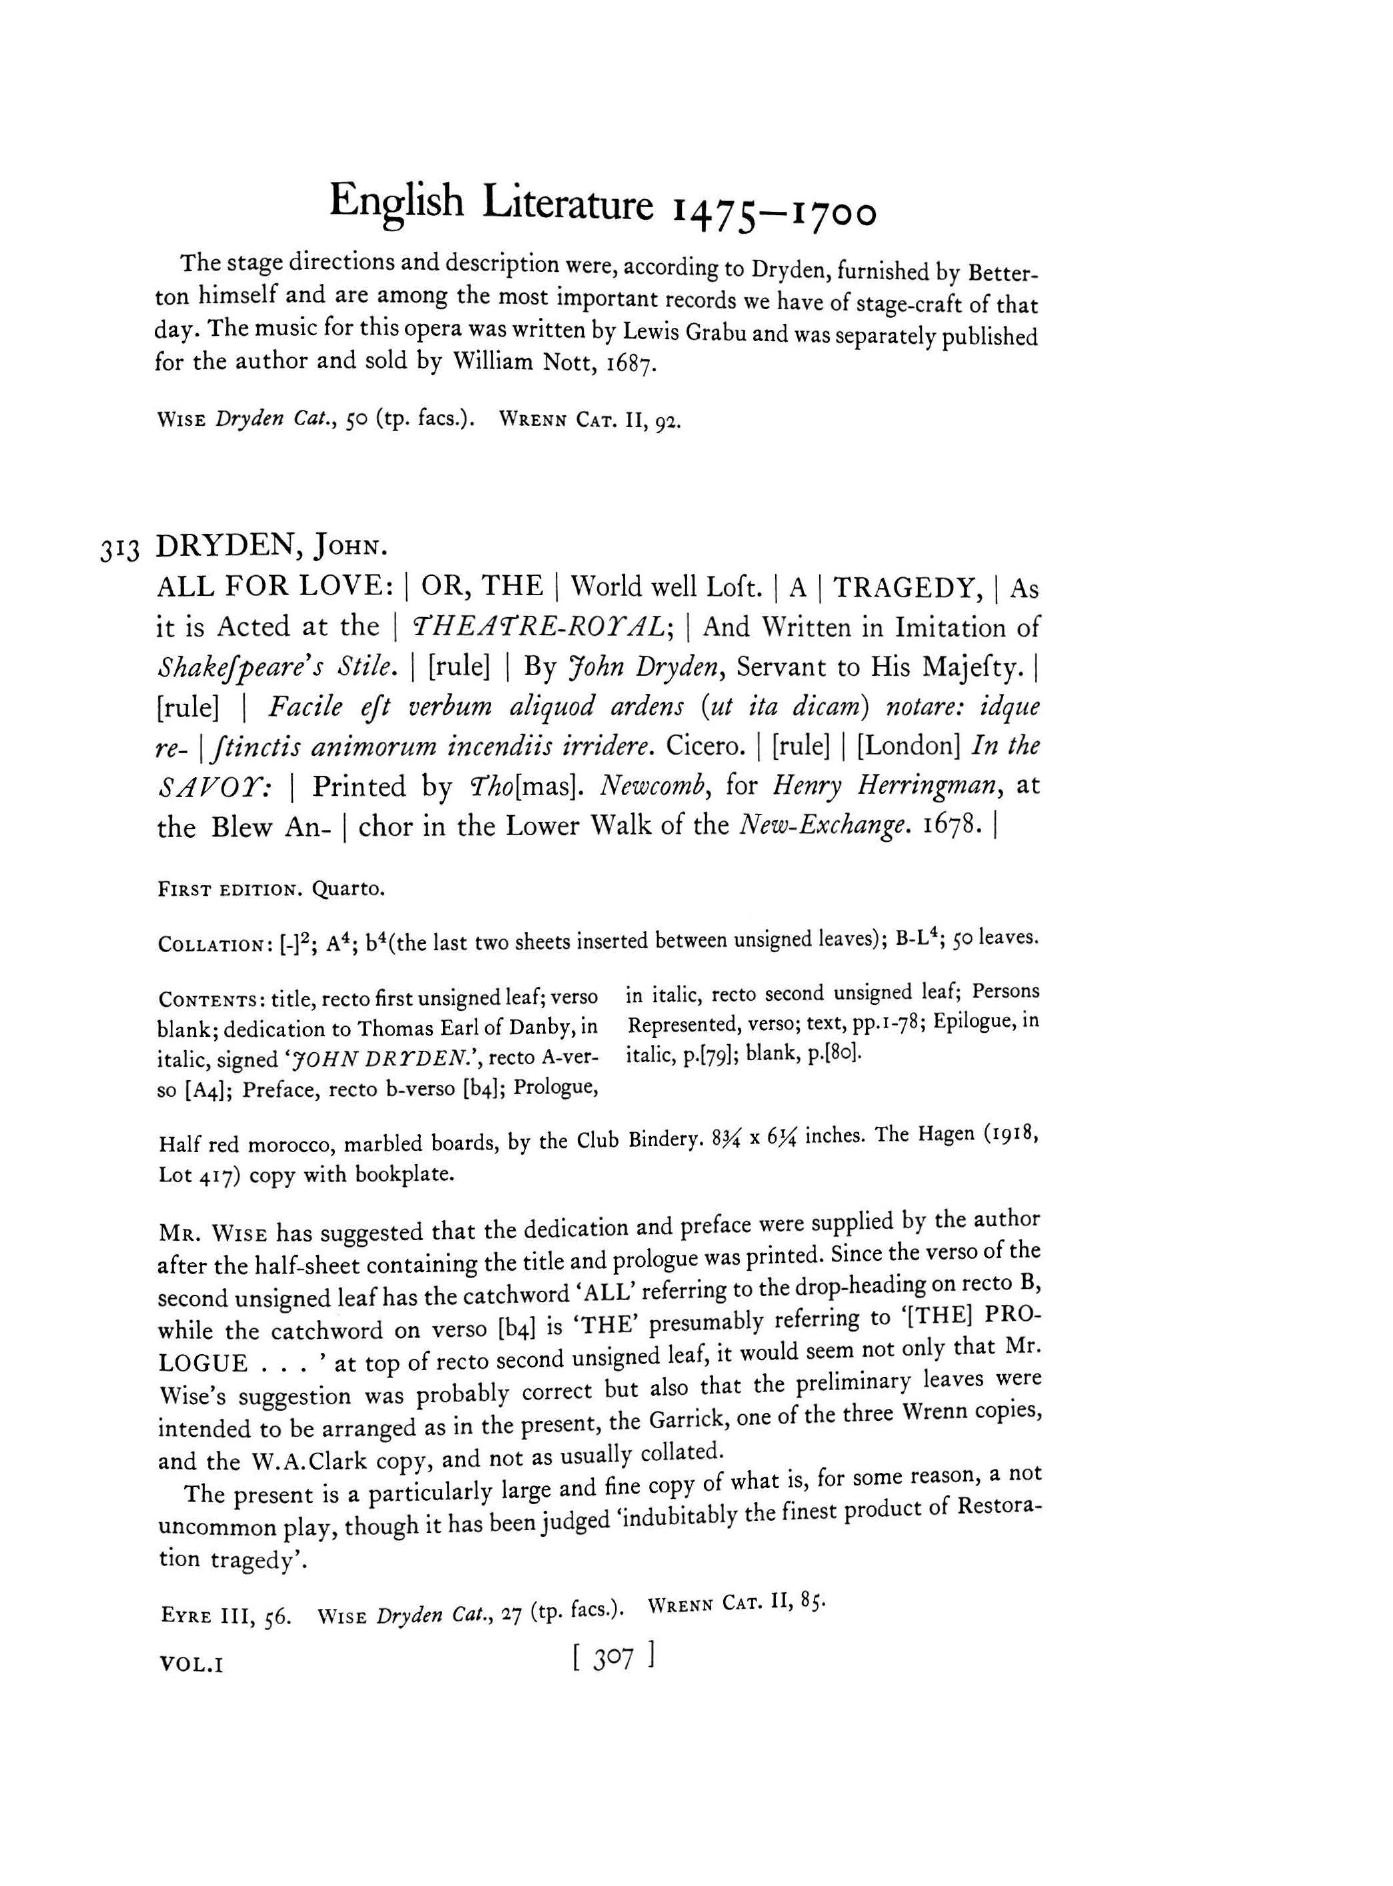 English Literature 1475–1700
The stage directions and description were, according to Dryden, furnished by Better-
ton himself and are among the most important records we have of stage-craft of that
day. The music for this opera was written by Lewis Grabu and was separately published
for the author and sold by William Nott, 1687.
WISE Dryden Cat., 50 (tp. facs.). WRENN CAT. II, 92.
313 DRYDEN, JOHN.
ALL FOR LOVE: | OR, THE | World well Loſt. | A | TRAGEDY, | As
it is Acted at the | THEATRE-ROYAL; | And Written in Imitation of
Shakeſpeare's Stile. | [rule] | By John Dryden, Servant to His Majeſty. |
[rule] | Facile eſt verbum aliquod ardens (ut ita dicam) notare: idque
re- | ſtinctis animorum incendiis irridere. Cicero. | [rule] | [London] In the
SAVOY: | Printed by Tho[mas]. Newcomb, for Henry Herringman, at
the Blew An- | chor in the Lower Walk of the New-Exchange. 1678. |
FIRST EDITION. Quarto.
COLLATION: [-]²; A⁴; b⁴(the last two sheets inserted between unsigned leaves); B-L⁴; 50 leaves.
CONTENTS: title, recto first unsigned leaf; verso
blank; dedication to Thomas Earl of Danby, in
italic, signed 'JOHN DRYDEN.', recto A-ver-
so [A4]; Preface, recto b-verso [b4]; Prologue,
in italic, recto second unsigned leaf; Persons
Represented, verso; text, pp.1-78; Epilogue, in
italic, p.[79]; blank, p.[80].
Half red morocco, marbled boards, by the Club Bindery. 8¾ x 6¼ inches. The Hagen (1918,
Lot 417) copy with bookplate.
MR. WISE has suggested that the dedication and preface were supplied by the author
after the half-sheet containing the title and prologue was printed. Since the verso of the
second unsigned leaf has the catchword 'ALL' referring to the drop-heading on recto B,
while the catchword on verso [b4] is 'THE' presumably referring to '[THE] PRO-
LOGUE . . . ' at top of recto second unsigned leaf, it would seem not only that Mr.
Wise's suggestion was probably correct but also that the preliminary leaves were
intended to be arranged as in the present, the Garrick, one of the three Wrenn copies,
and the W.A.Clark copy, and not as usually collated.
The present is a particularly large and fine copy of what is, for some reason, a not
uncommon play, though it has been judged 'indubitably the finest product of Restora-
tion tragedy'.
EYRE III, 56. WISE Dryden Cat., 27 (tp. facs.). WRENN CAT. II, 85.
VOL.I [ 307 ]